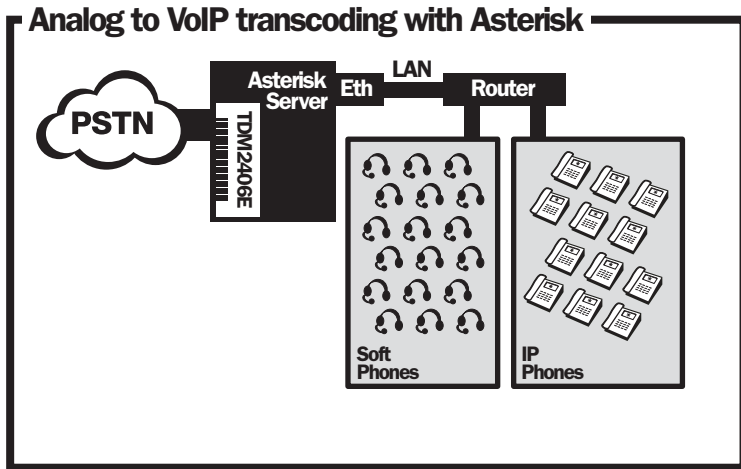 Analog to VoIP transcoding with Asterisk
PSTN
Asterisk
Server
TDM2406E
Eth
LAN
Router
Soft
Phones
IP
Phones